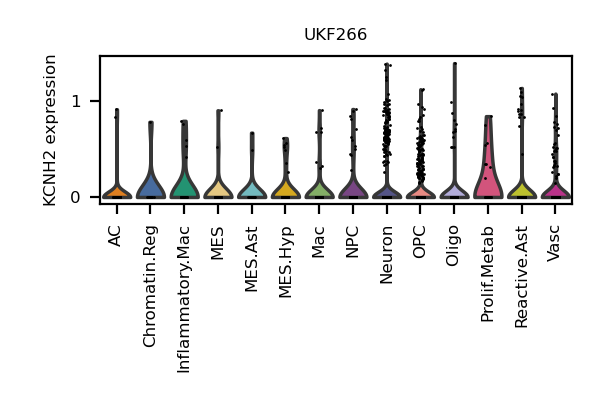 UKF266
KCNH2 expression
1
0
AC
Chromatin.Reg
Inflammatory.Mac
MES
MES.Ast
MES.Hyp
Mac
NPC
Neuron
OPC
Oligo
Prolif.Metab
Reactive.Ast
Vasc